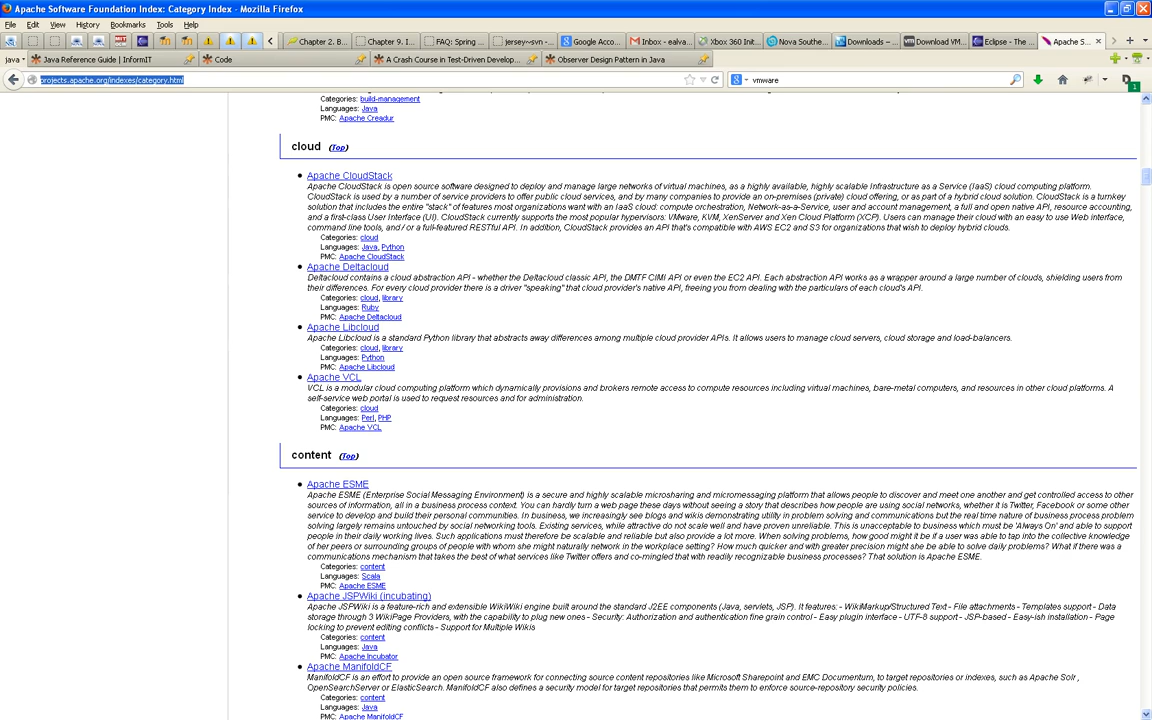 Apache Software Foundation Index: Category Index - Mozilla Firefox
File Edit View History Bookmarks Tools Help
Chapter 2. B... Chapter 9. I... FAQ: Spring ... jersey~svn -... Google Acco... Inbox - ealva... Xbox 360 Init... Nova Southe... Downloads –... Download VM... Eclipse - The ... Apache S...
java Java Reference Guide | InformIT Code A Crash Course in Test-Driven Develop... Observer Design Pattern in Java
projects.apache.org/indexes/category.html vmware
1
Categories: build-management
Languages: Java
PMC: Apache Creadur
cloud (Top)
Apache CloudStack
Apache CloudStack is open source software designed to deploy and manage large networks of virtual machines, as a highly available, highly scalable Infrastructure as a Service (IaaS) cloud computing platform.
CloudStack is used by a number of service providers to offer public cloud services, and by many companies to provide an on-premises (private) cloud offering, or as part of a hybrid cloud solution. CloudStack is a turnkey
solution that includes the entire "stack" of features most organizations want with an IaaS cloud: compute orchestration, Network-as-a-Service, user and account management, a full and open native API, resource accounting,
and a first-class User Interface (UI). CloudStack currently supports the most popular hypervisors: VMware, KVM, XenServer and Xen Cloud Platform (XCP). Users can manage their cloud with an easy to use Web interface,
command line tools, and / or a full-featured RESTful API. In addition, CloudStack provides an API that's compatible with AWS EC2 and S3 for organizations that wish to deploy hybrid clouds.
Categories: cloud
Languages: Java, Python
PMC: Apache CloudStack
Apache Deltacloud
Deltacloud contains a cloud abstraction API - whether the Deltacloud classic API, the DMTF CIMI API or even the EC2 API. Each abstraction API works as a wrapper around a large number of clouds, shielding users from
their differences. For every cloud provider there is a driver "speaking" that cloud provider's native API, freeing you from dealing with the particulars of each cloud's API.
Categories: cloud, library
Languages: Ruby
PMC: Apache Deltacloud
Apache Libcloud
Apache Libcloud is a standard Python library that abstracts away differences among multiple cloud provider APIs. It allows users to manage cloud servers, cloud storage and load-balancers.
Categories: cloud, library
Languages: Python
PMC: Apache Libcloud
Apache VCL
VCL is a modular cloud computing platform which dynamically provisions and brokers remote access to compute resources including virtual machines, bare-metal computers, and resources in other cloud platforms. A
self-service web portal is used to request resources and for administration.
Categories: cloud
Languages: Perl, PHP
PMC: Apache VCL
content (Top)
Apache ESME
Apache ESME (Enterprise Social Messaging Environment) is a secure and highly scalable microsharing and micromessaging platform that allows people to discover and meet one another and get controlled access to other
sources of information, all in a business process context. You can hardly turn a web page these days without seeing a story that describes how people are using social networks, whether it is Twitter, Facebook or some other
service to develop and build their personal communities. In business, we increasingly see blogs and wikis demonstrating utility in problem solving and communications but the real time nature of business process problem
solving largely remains untouched by social networking tools. Existing services, while attractive do not scale well and have proven unreliable. This is unacceptable to business which must be 'Always On' and able to support
people in their daily working lives. Such applications must therefore be scalable and reliable but also provide a lot more. When solving problems, how good might it be if a user was able to tap into the collective knowledge
of her peers or surrounding groups of people with whom she might naturally network in the workplace setting? How much quicker and with greater precision might she be able to solve daily problems? What if there was a
communications mechanism that takes the best of what services like Twitter offers and co-mingled that with readily recognizable business processes? That solution is Apache ESME.
Categories: content
Languages: Scala
PMC: Apache ESME
Apache JSPWiki (incubating)
Apache JSPWiki is a feature-rich and extensible WikiWiki engine built around the standard J2EE components (Java, servlets, JSP). It features: - WikiMarkup/Structured Text - File attachments - Templates support - Data
storage through 3 WikiPage Providers, with the capability to plug new ones - Security: Authorization and authentication fine grain control - Easy plugin interface - UTF-8 support - JSP-based - Easy-ish installation - Page
locking to prevent editing conflicts - Support for Multiple Wikis
Categories: content
Languages: Java
PMC: Apache Incubator
Apache ManifoldCF
ManifoldCF is an effort to provide an open source framework for connecting source content repositories like Microsoft Sharepoint and EMC Documentum, to target repositories or indexes, such as Apache Solr ,
OpenSearchServer or ElasticSearch. ManifoldCF also defines a security model for target repositories that permits them to enforce source-repository security policies.
Categories: content
Languages: Java
PMC: Apache ManifoldCF